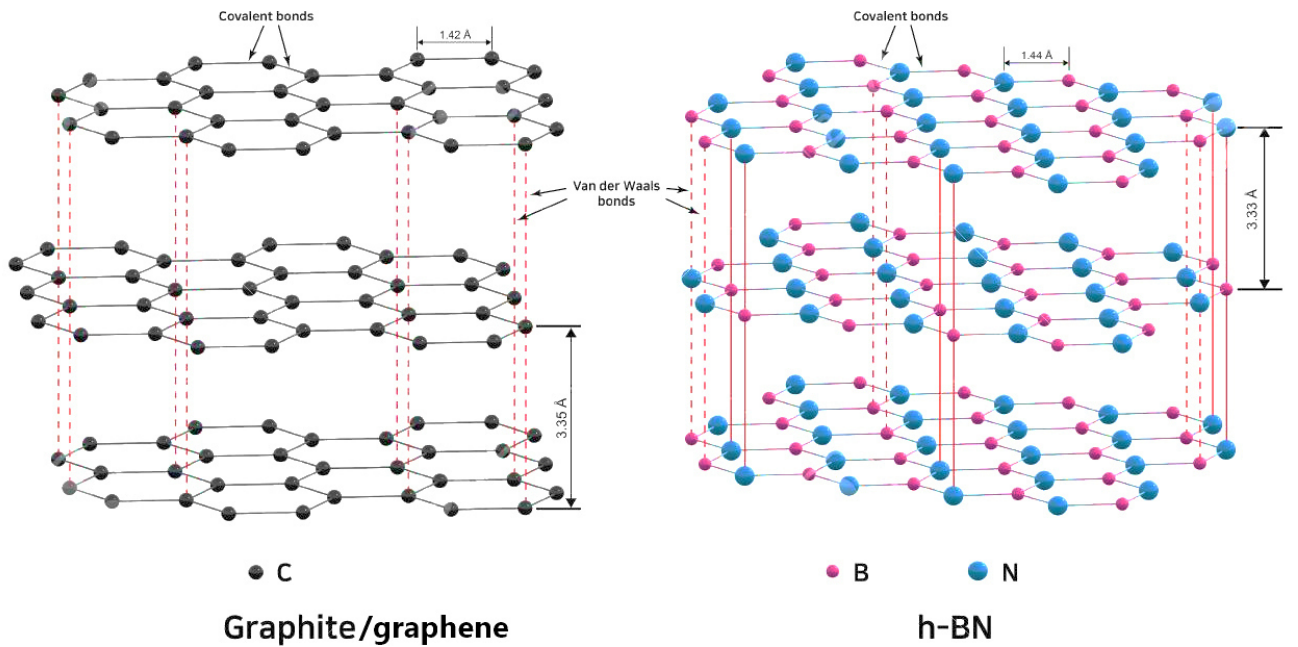 Covalent bonds
1.42 Å
Covalent bonds
1.44 Å
Van der Waals
bonds
3.33 Å
3.35 Å
C
B
N
Graphite/graphene
h-BN